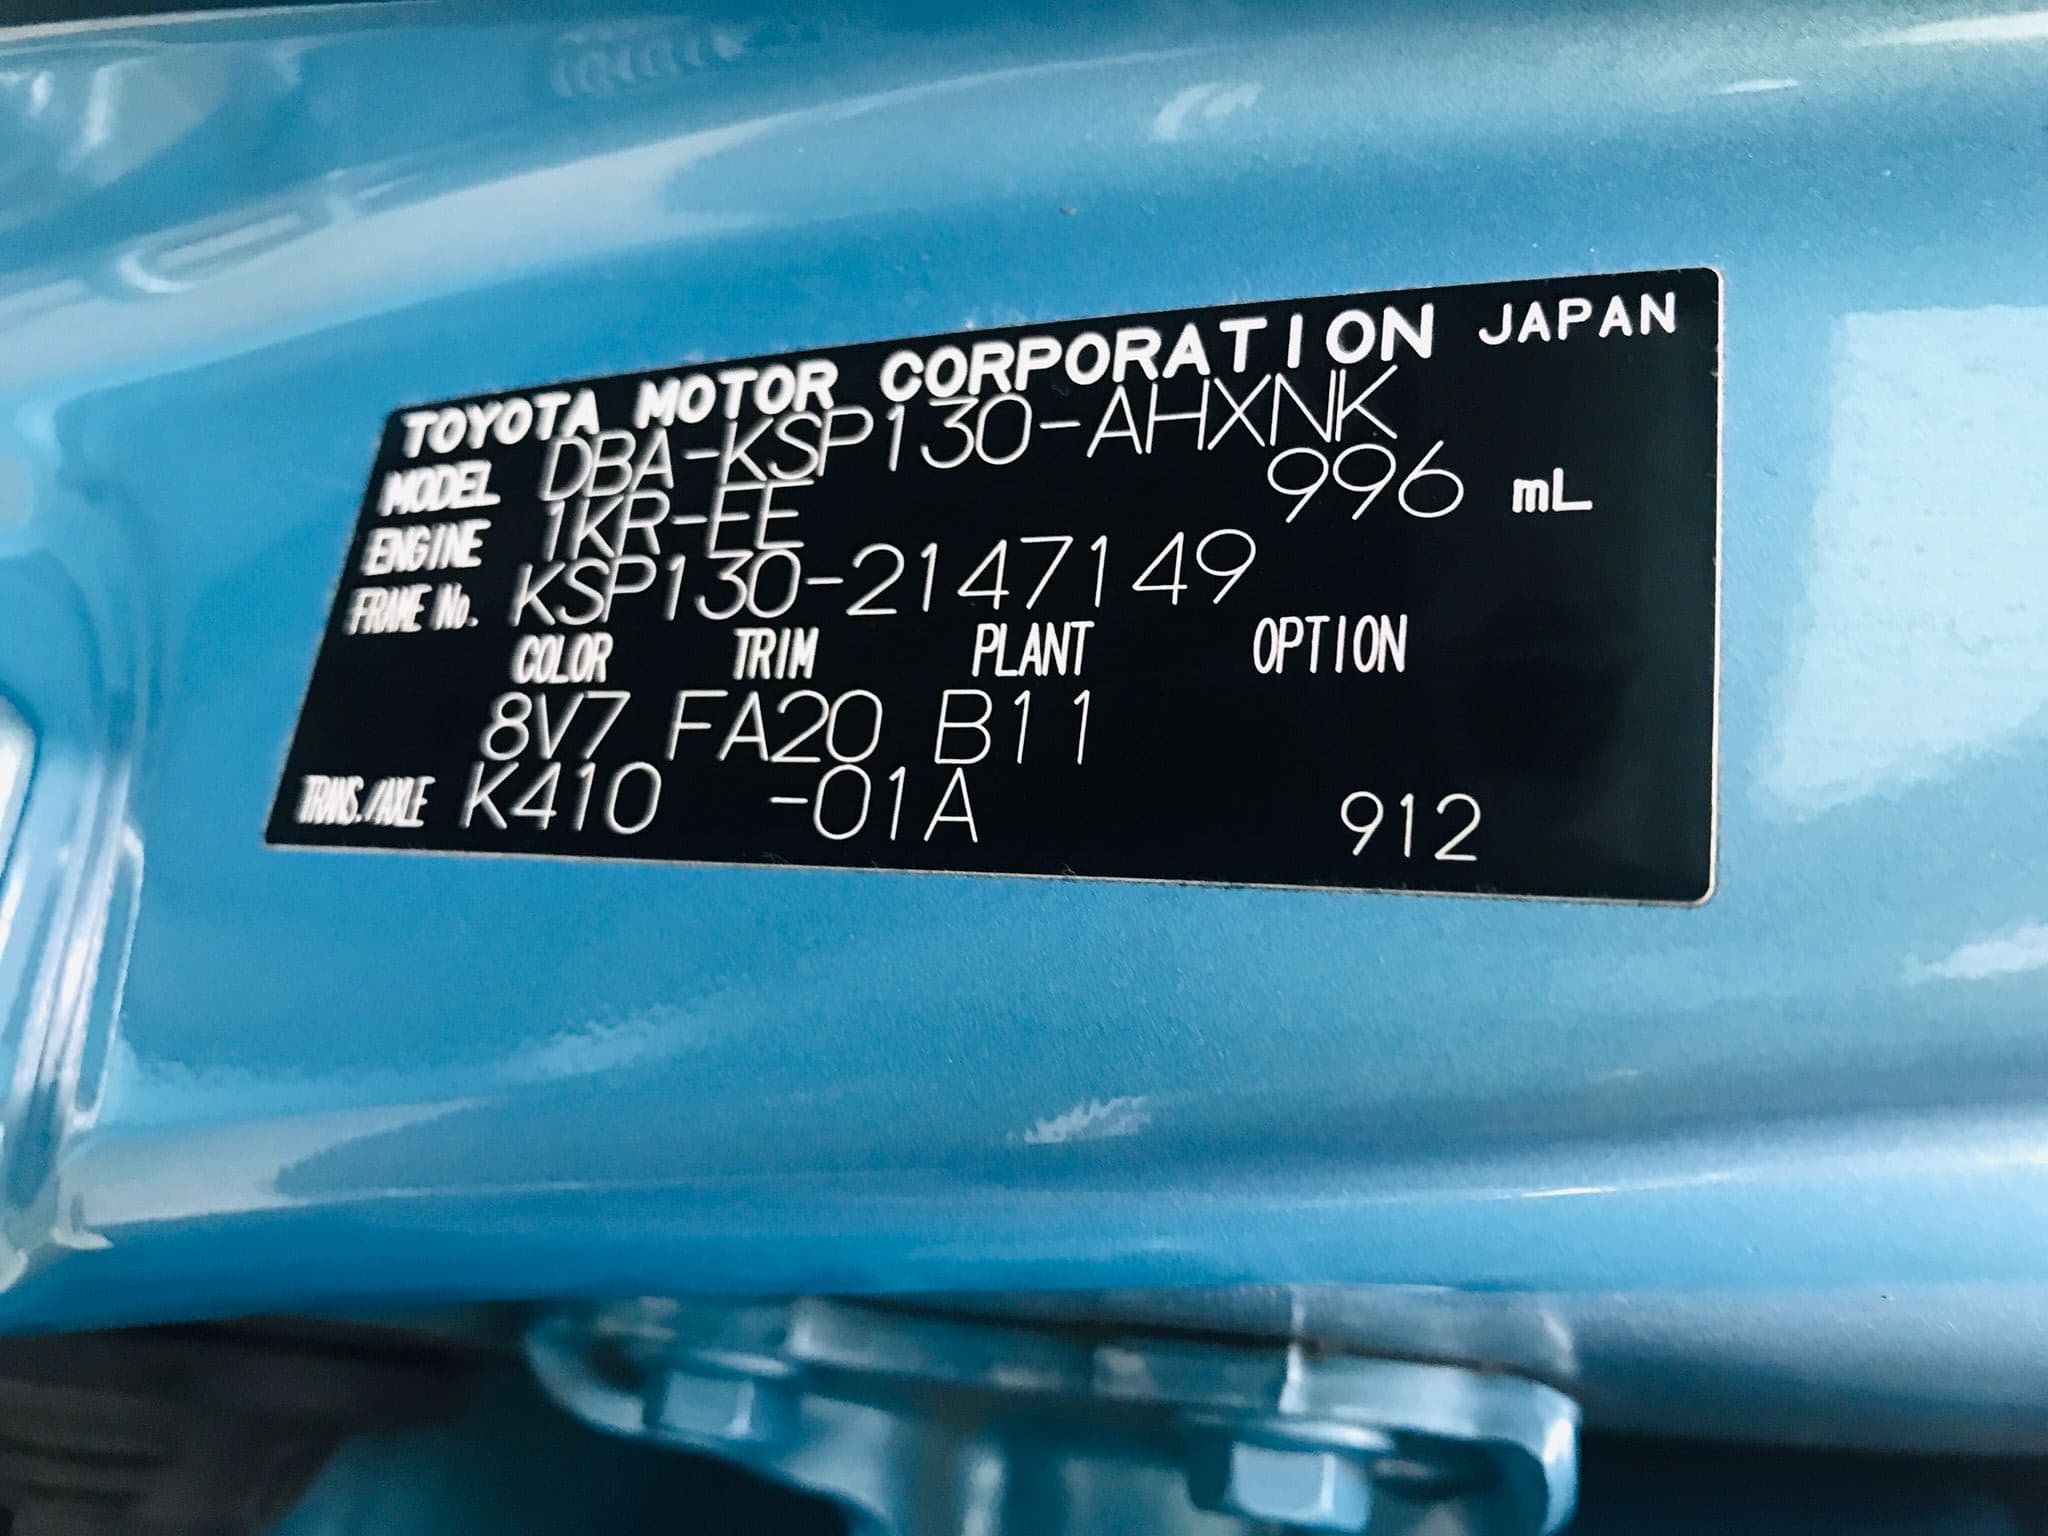 TOYOTA MOTOR CORPORATION JAPAN
MODEL DBA-KSP130-AHXNK
ENGINE 1KR-FE 996 mL
FRAME No. KSP130-2147149
COLOR TRIM PLANT OPTION
8V7 FA20 B11
TRANS./AXLE K410 -01A 912